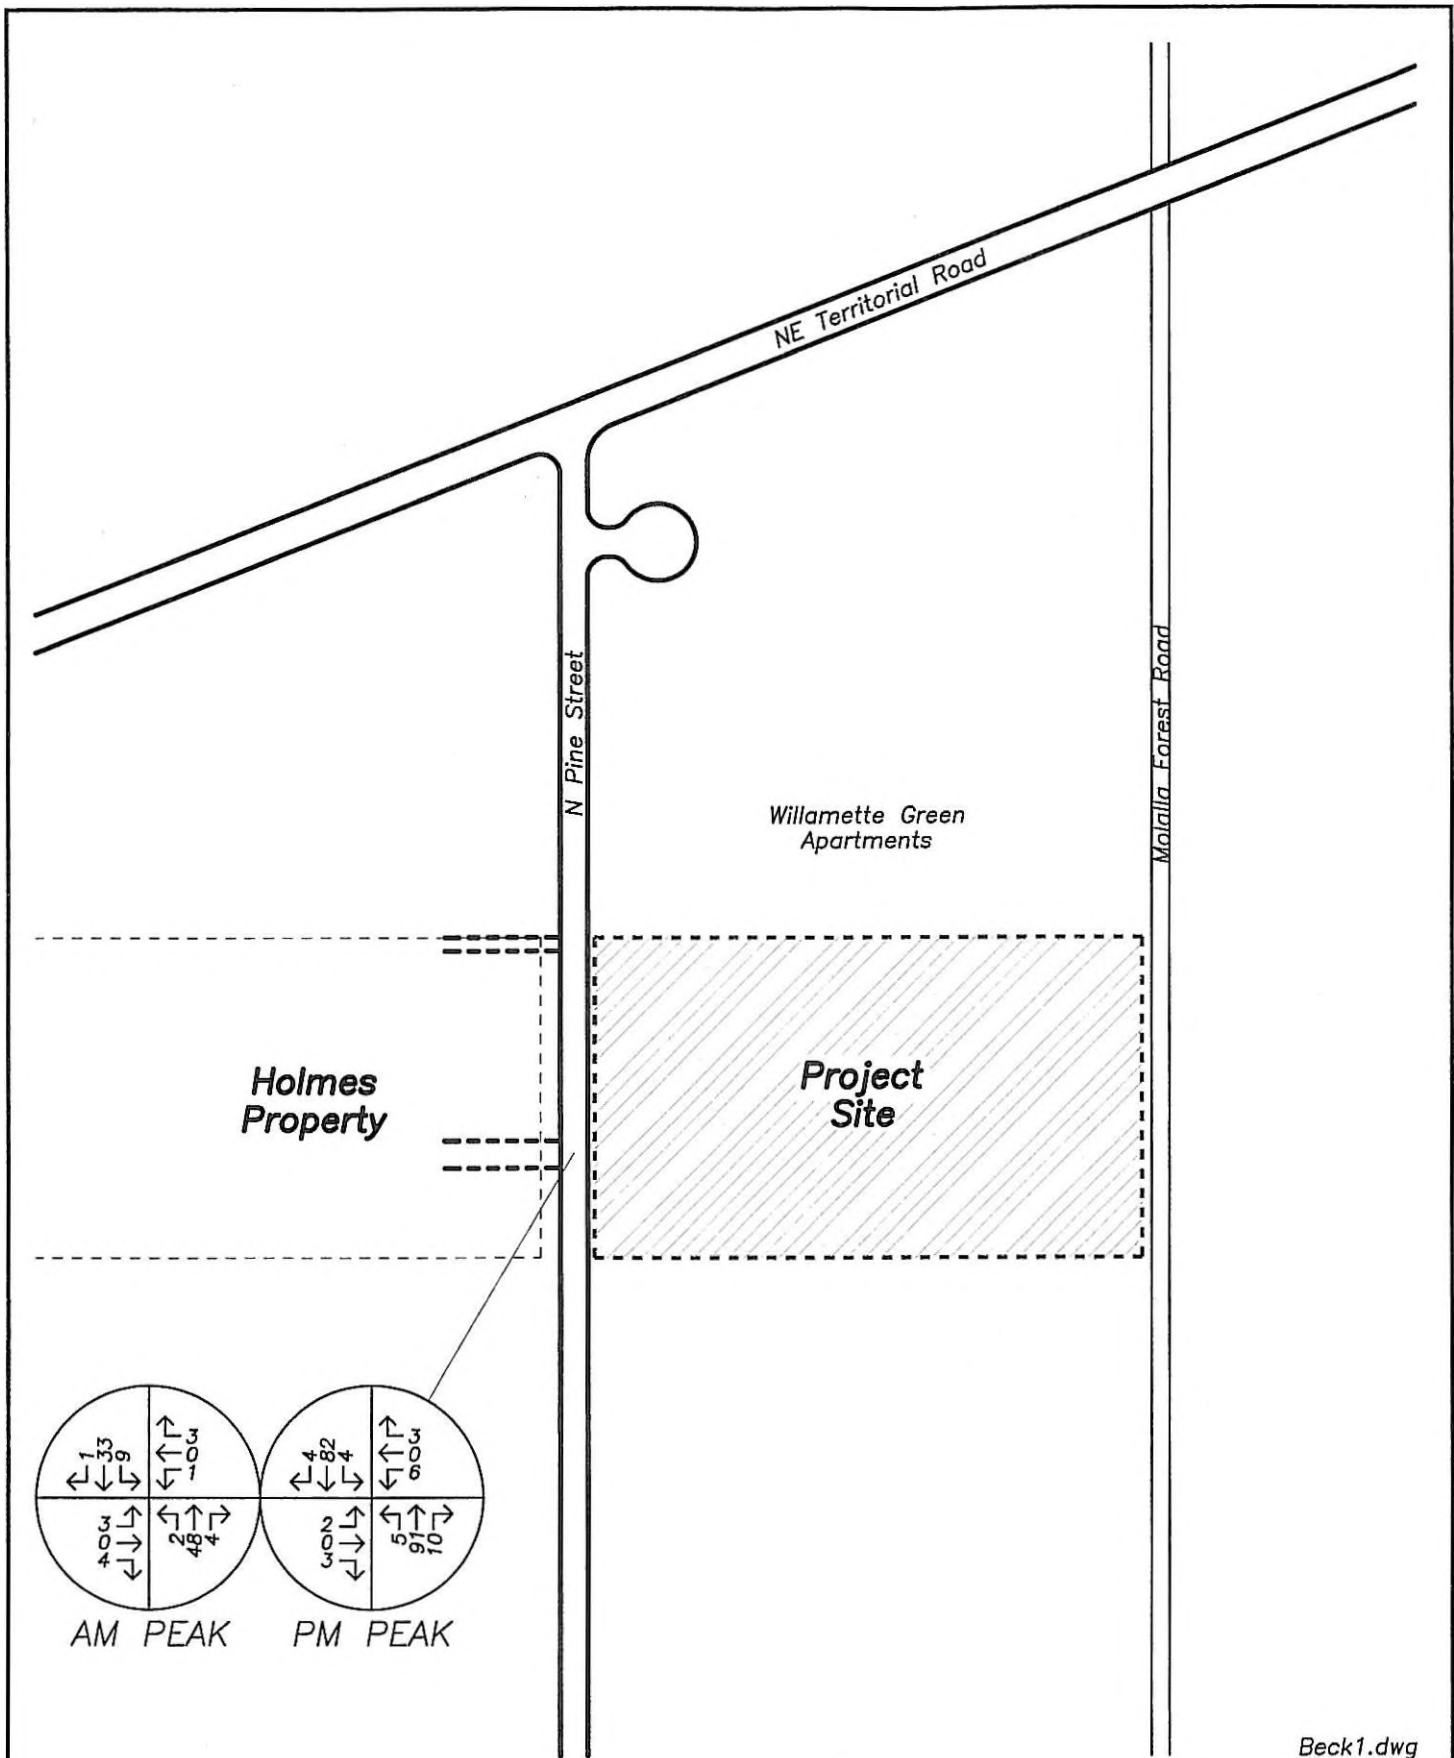 NE Territorial Road
N Pine Street
Molalla Forest Road
Willamette Green
Apartments
Holmes
Property
Project
Site
1
33
9
3
0
1
3
0
4
2
48
4
AM PEAK
4
82
4
3
0
6
2
0
3
5
91
10
PM PEAK
Beck1.dwg